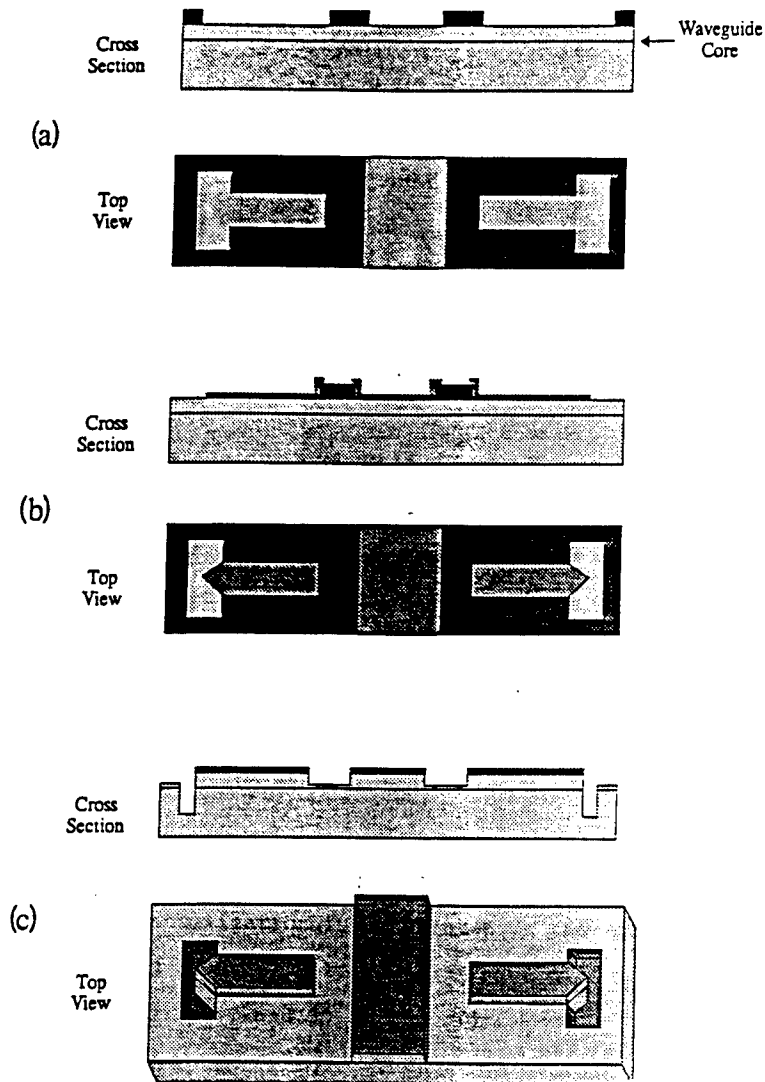 Cross
Section
Waveguide
Core
(a)
Top
View
Cross
Section
(b)
Top
View
Cross
Section
(c)
Top
View